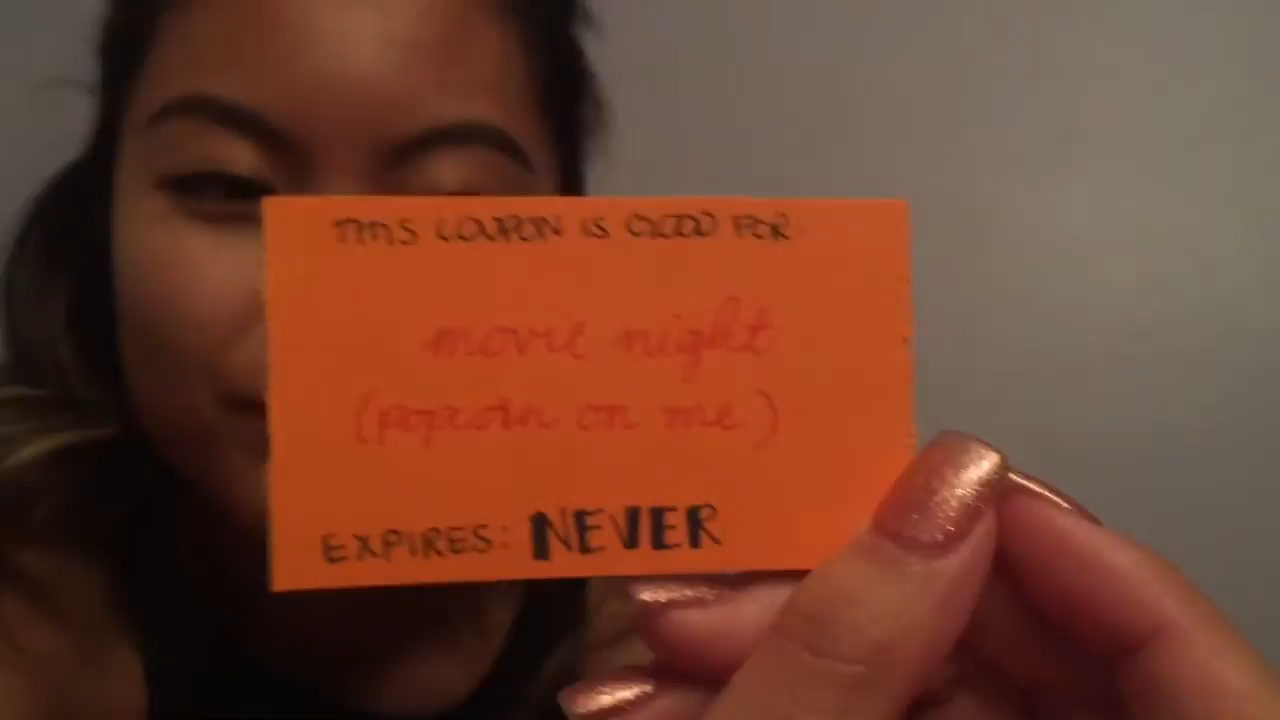 THIS COUPON IS GOOD FOR:
movie night
(popcorn on me)
EXPIRES: NEVER